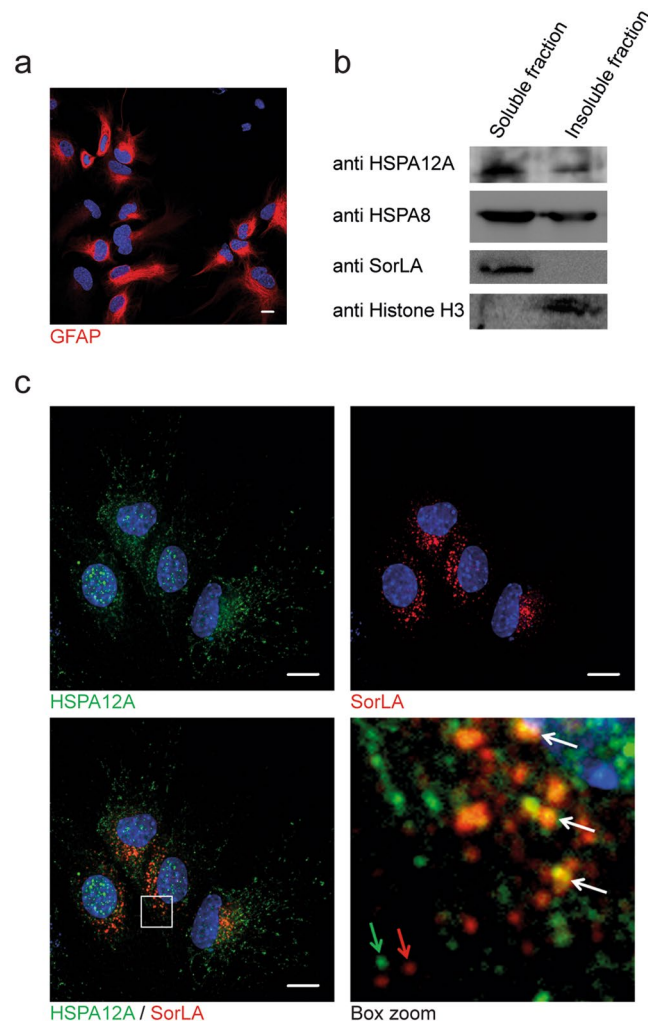 a
GFAP
b
Soluble fraction
Insoluble fraction
anti HSPA12A
anti HSPA8
anti SorLA
anti Histone H3
c
HSPA12A
SorLA
HSPA12A / SorLA
Box zoom